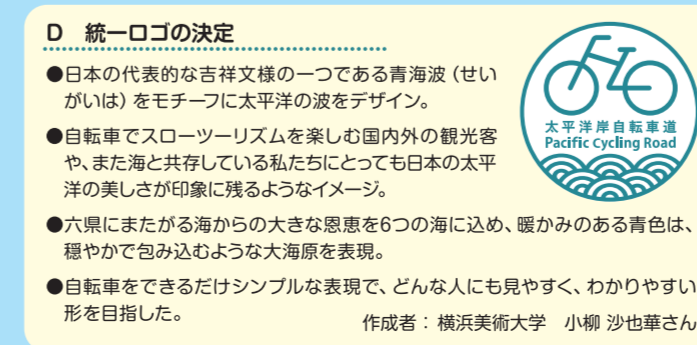 D 統一ロゴの決定
●日本の代表的な吉祥文様の一つである青海波（せい
がいは）をモチーフに太平洋の波をデザイン。
●自転車でスローツーリズムを楽しむ国内外の観光客
や、また海と共存している私たちにとっても日本の太平
洋の美しさが印象に残るようなイメージ。
太平洋岸自転車道
Pacific Cycling Road
●六県にまたがる海からの大きな恩恵を6つの海に込め、暖かみのある青色は、
穏やかで包み込むような大海原を表現。
●自転車をできるだけシンプルな表現で、どんな人にも見やすく、わかりやすい
形を目指した。
作成者：横浜美術大学 小柳 沙也華さん